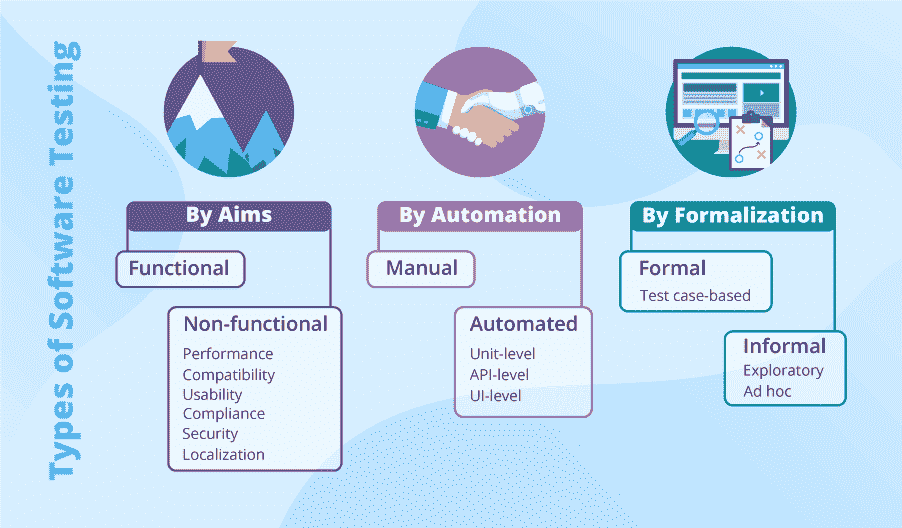 Types of Software Testing
By Aims
Functional
Non-functional
Performance
Compatibility
Usability
Compliance
Security
Localization
By Automation
Manual
Automated
Unit-level
API-level
UI-level
By Formalization
Formal
Test case-based
Informal
Exploratory
Ad hoc